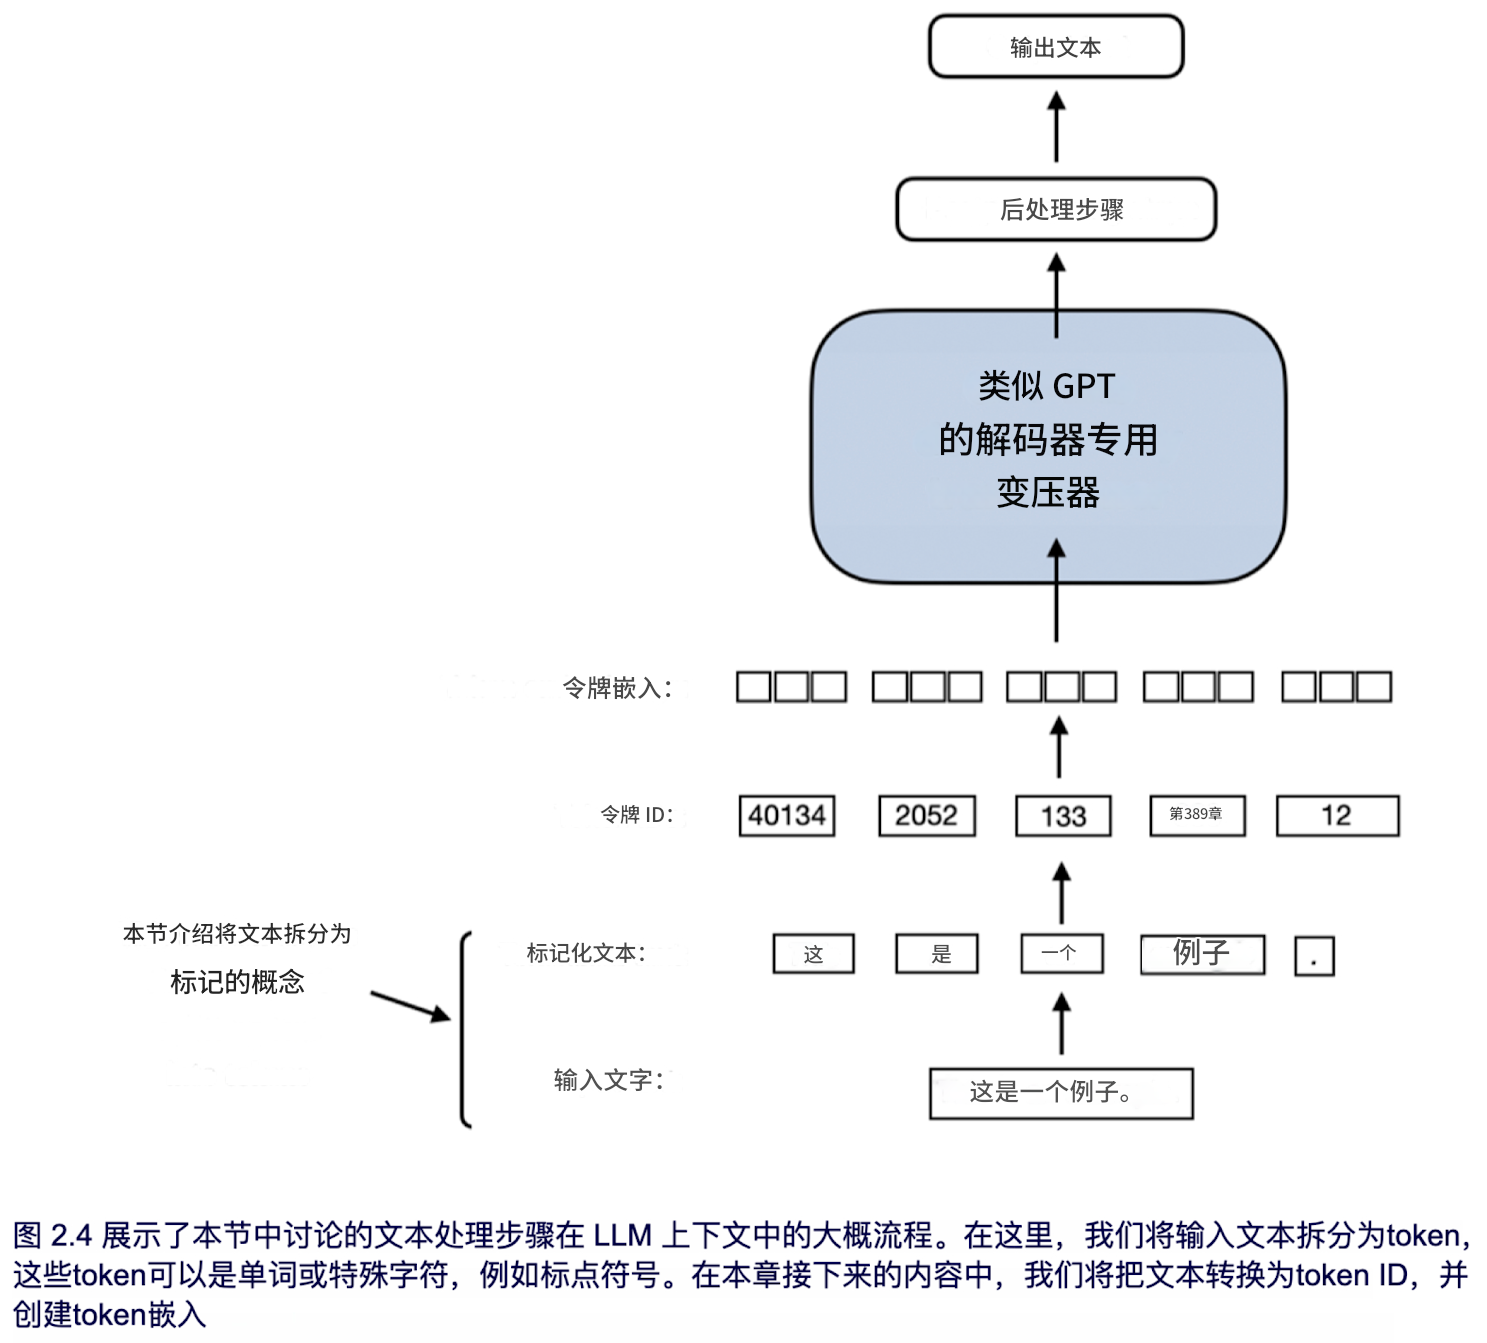 输出文本
后处理步骤
类似 GPT
的解码器专用
变压器
令牌嵌入：
令牌 ID：
40134 2052 133 第389章 12
本节介绍将文本拆分为
标记的概念
标记化文本：
这 是 一个 例子 .
输入文字：
这是一个例子。
图 2.4 展示了本节中讨论的文本处理步骤在 LLM 上下文中的大概流程。在这里，我们将输入文本拆分为token，
这些token可以是单词或特殊字符，例如标点符号。在本章接下来的内容中，我们将把文本转换为token ID，并
创建token嵌入